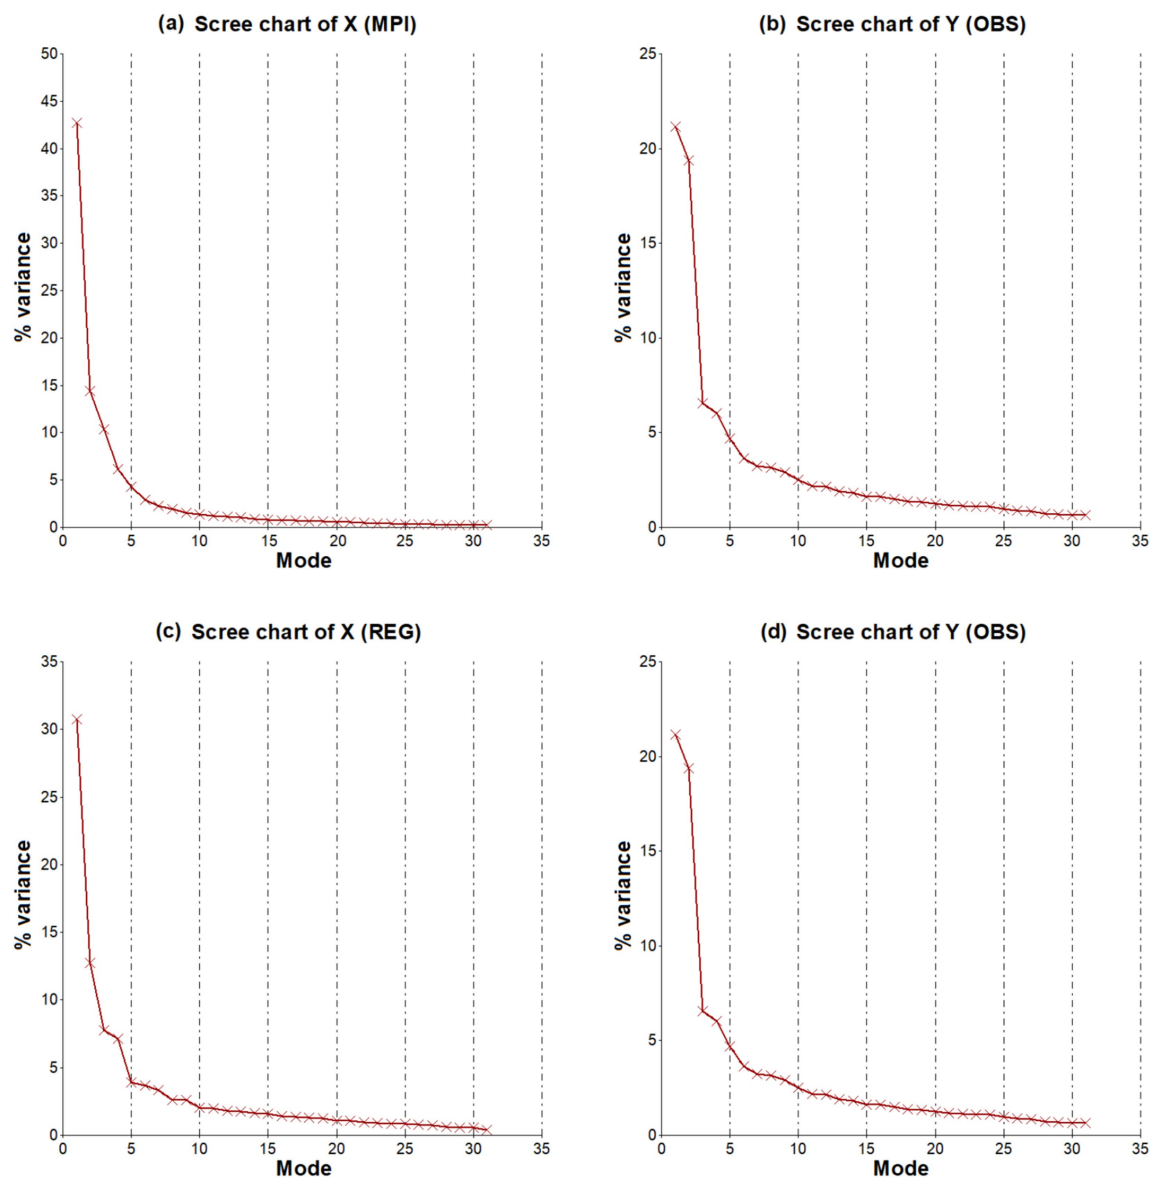 (a) Scree chart of X (MPI)
50
45
40
35
30
25
20
15
10
5
0
% variance
0 5 10 15 20 25 30 35
Mode
(b) Scree chart of Y (OBS)
25
20
15
10
5
0
% variance
0 5 10 15 20 25 30 35
Mode
(c) Scree chart of X (REG)
35
30
25
20
15
10
5
0
% variance
0 5 10 15 20 25 30 35
Mode
(d) Scree chart of Y (OBS)
25
20
15
10
5
0
% variance
0 5 10 15 20 25 30 35
Mode